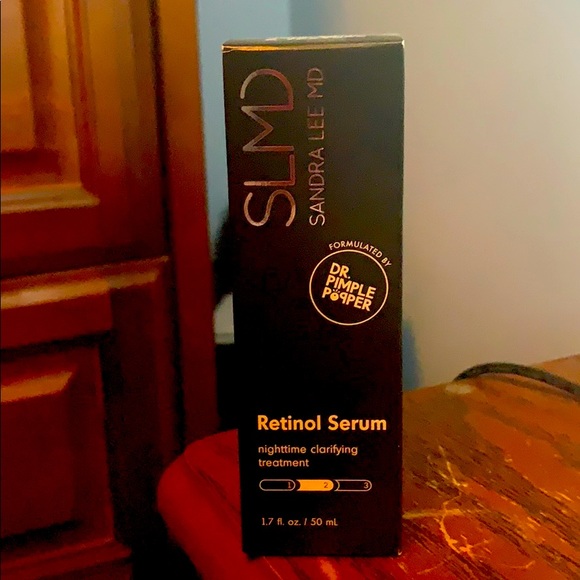 SLMD
SANDRA LEE MD
FORMULATED BY
DR.
PIMPLE
POPPER
Retinol Serum
nighttime clarifying
treatment
1 2 3
1.7 fl. oz. / 50 mL